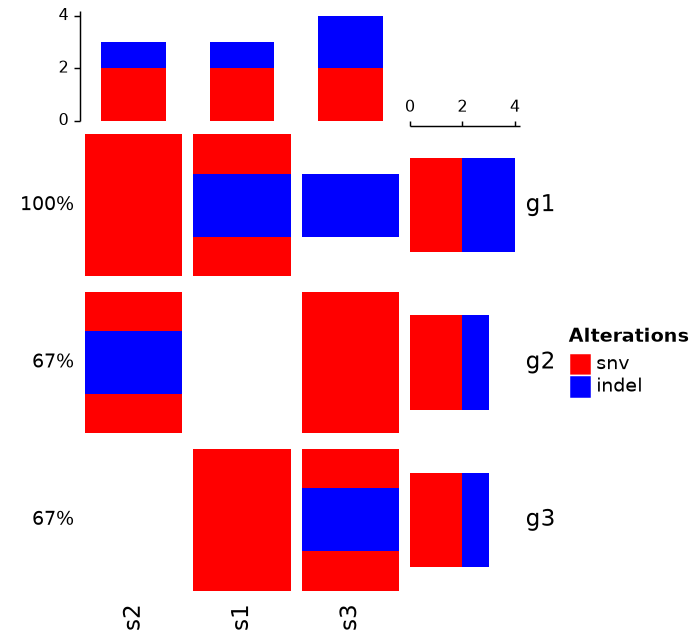 4
2
0
0 2 4
100% g1
67% g2
Alterations
snv
indel
67% g3
s2 s1 s3